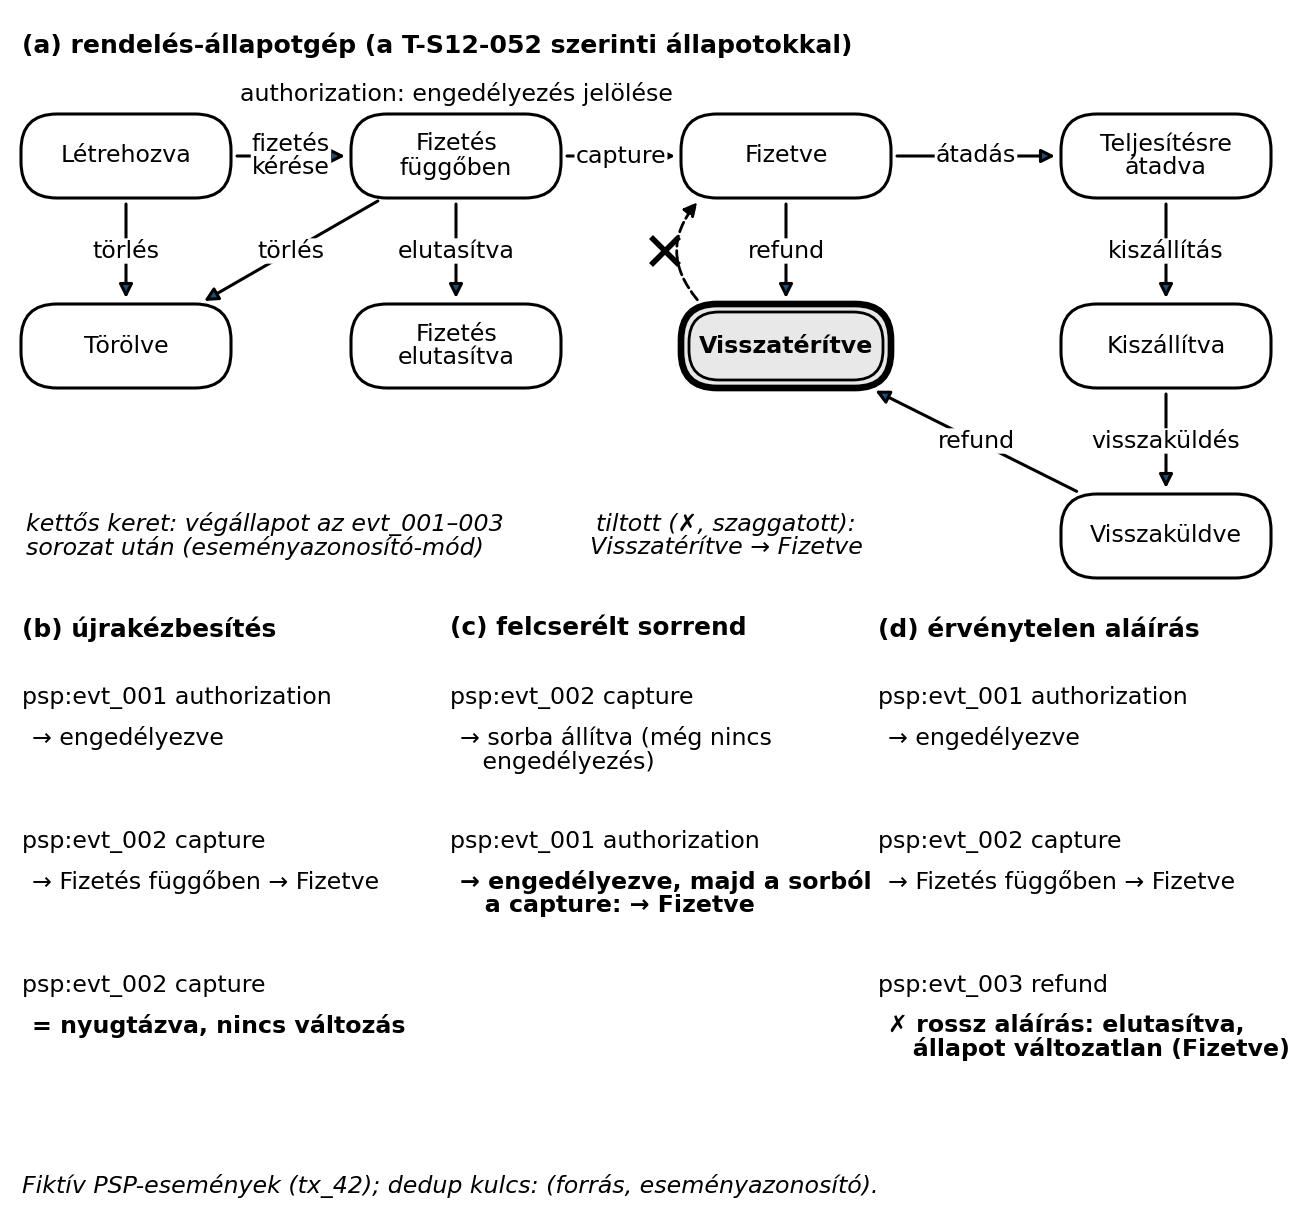 (a) rendelés-állapotgép (a T-S12-052 szerinti állapotokkal)
authorization: engedélyezés jelölése
Létrehozva
fizetés
kérése
Fizetés
függőben
capture
Fizetve
átadás
Teljesítésre
átadva
törlés
törlés
elutasítva
refund
kiszállítás
Törölve
Fizetés
elutasítva
Visszatérítve
Kiszállítva
refund
visszaküldés
kettős keret: végállapot az evt_001–003
sorozat után (eseményazonosító-mód)
tiltott (✗, szaggatott):
Visszatérítve → Fizetve
Visszaküldve
(b) újrakézbesítés
psp:evt_001 authorization
→ engedélyezve
psp:evt_002 capture
→ Fizetés függőben → Fizetve
psp:evt_002 capture
= nyugtázva, nincs változás
(c) felcserélt sorrend
psp:evt_002 capture
→ sorba állítva (még nincs
engedélyezés)
psp:evt_001 authorization
→ engedélyezve, majd a sorból
a capture: → Fizetve
(d) érvénytelen aláírás
psp:evt_001 authorization
→ engedélyezve
psp:evt_002 capture
→ Fizetés függőben → Fizetve
psp:evt_003 refund
✗ rossz aláírás: elutasítva,
állapot változatlan (Fizetve)
Fiktív PSP-események (tx_42); dedup kulcs: (forrás, eseményazonosító).